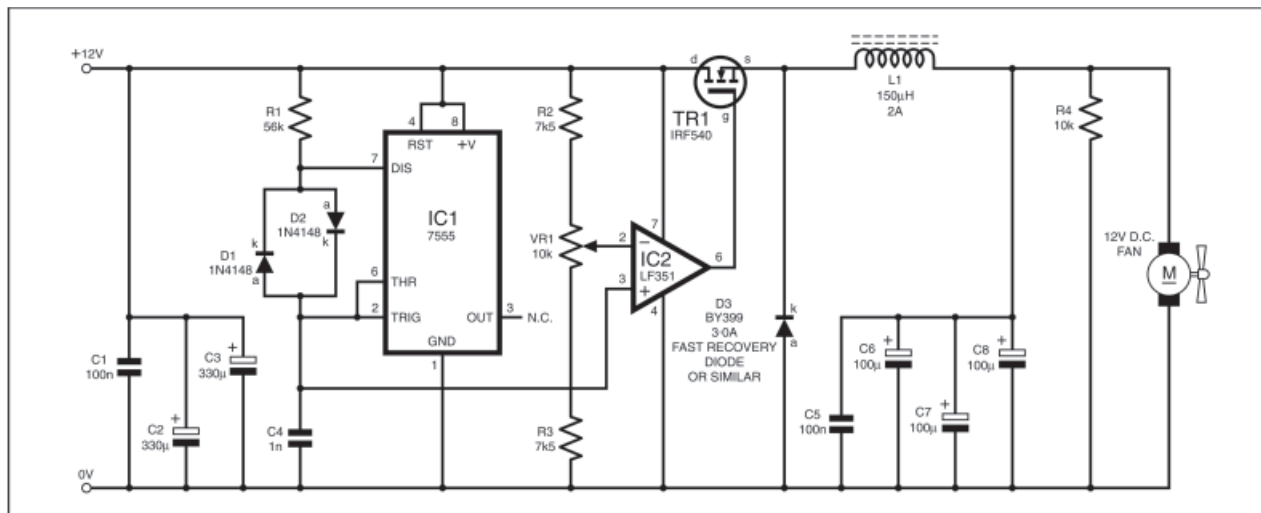 +12V
R1
56k
4
8
RST
+V
7
DIS
IC1
7555
6
THR
2
TRIG
OUT
3
N.C.
GND
1
a
D2
1N4148
k
k
D1
1N4148
a
C1
100n
C2
330µ
+
C3
330µ
+
C4
1n
0V
R2
7k5
VR1
10k
R3
7k5
2
−
7
IC2
LF351
3
+
6
4
d
s
g
TR1
IRF540
D3
BY399
3·0A
FAST RECOVERY
DIODE
OR SIMILAR
k
a
L1
150µH
2A
C5
100n
C6
100µ
+
C7
100µ
+
C8
100µ
+
R4
10k
12V D.C.
FAN
M